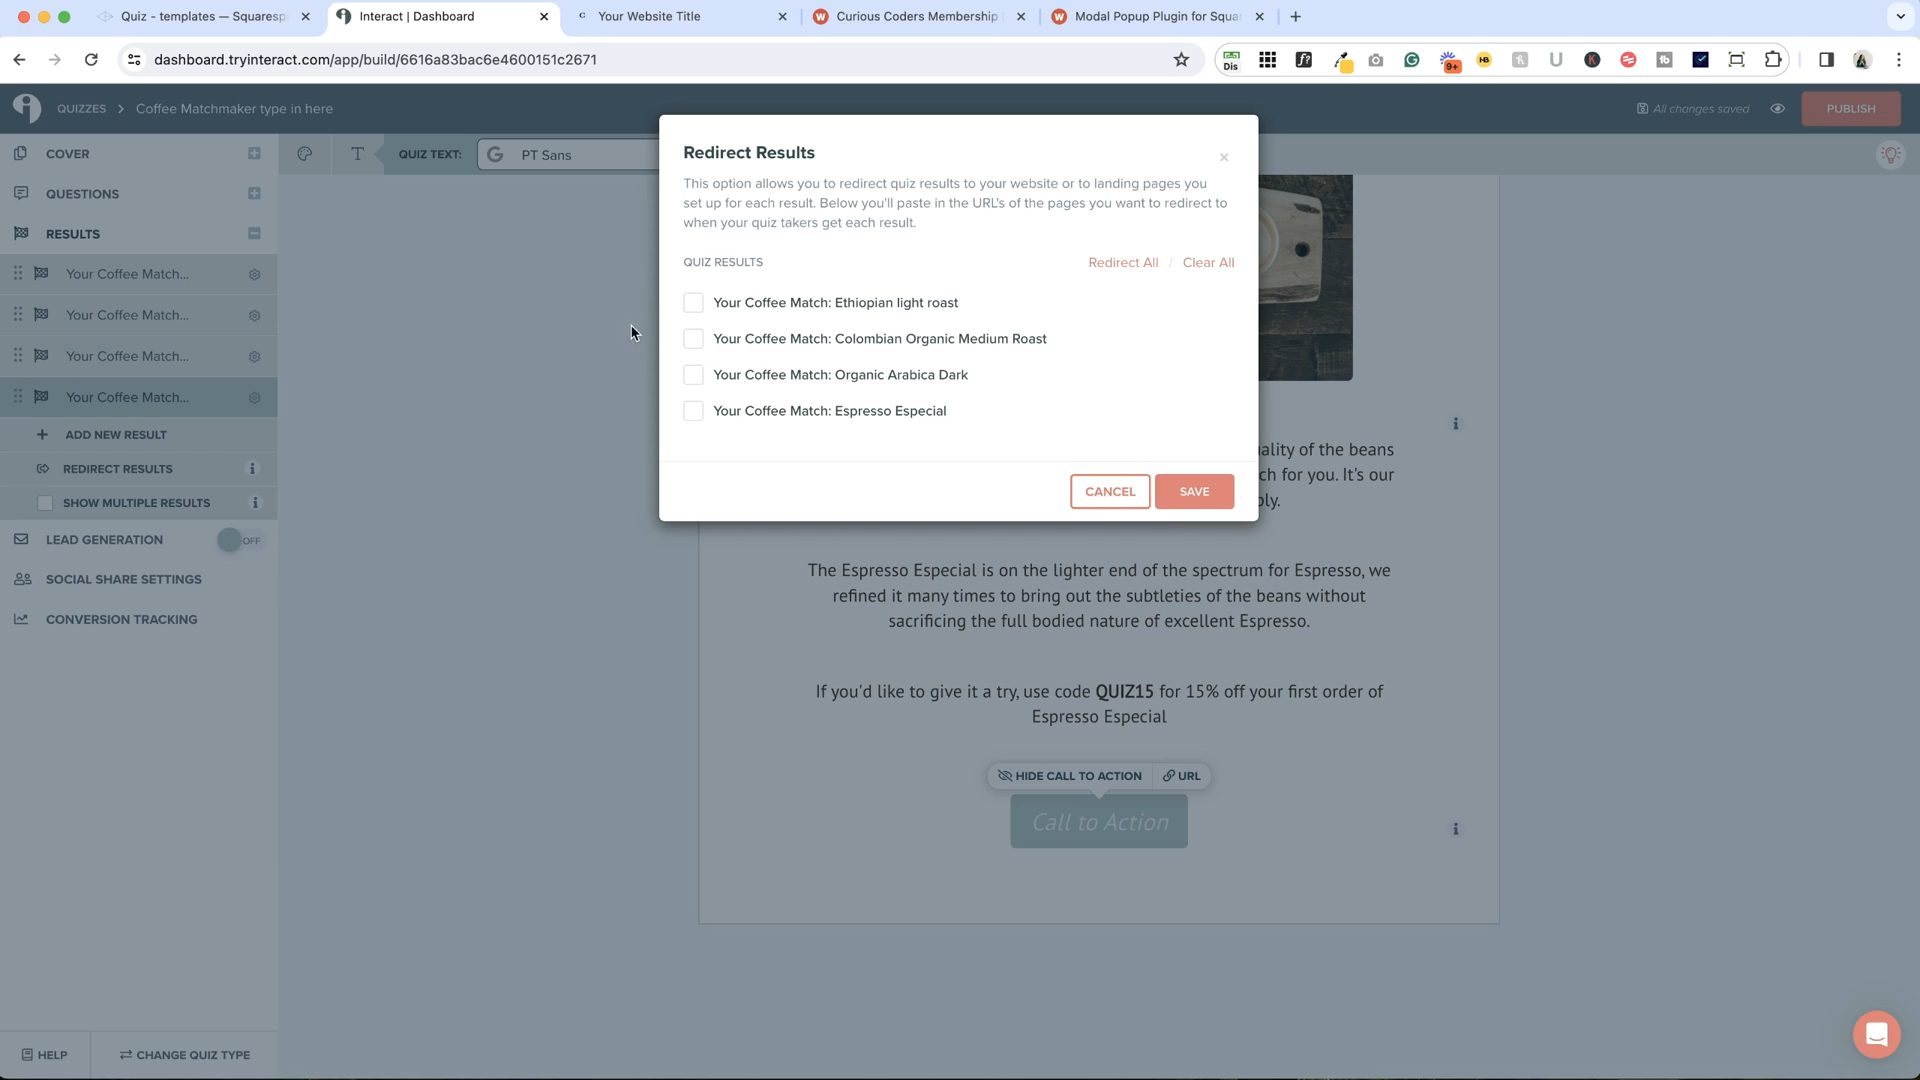 Quiz - templates — Squaresp
Interact | Dashboard
Your Website Title
Curious Coders Membership
Modal Popup Plugin for Squa
dashboard.tryinteract.com/app/build/6616a83bac6e4600151c2671
Dis
9+
HB
QUIZZES > Coffee Matchmaker type in here
All changes saved
PUBLISH
COVER
QUIZ TEXT:
PT Sans
QUESTIONS
RESULTS
Your Coffee Match...
Your Coffee Match...
Your Coffee Match...
Your Coffee Match...
ADD NEW RESULT
REDIRECT RESULTS
SHOW MULTIPLE RESULTS
LEAD GENERATION
OFF
SOCIAL SHARE SETTINGS
CONVERSION TRACKING
HELP
CHANGE QUIZ TYPE
Redirect Results
This option allows you to redirect quiz results to your website or to landing pages you
set up for each result. Below you'll paste in the URL's of the pages you want to redirect to
when your quiz takers get each result.
QUIZ RESULTS
Redirect All / Clear All
Your Coffee Match: Ethiopian light roast
Your Coffee Match: Colombian Organic Medium Roast
Your Coffee Match: Organic Arabica Dark
Your Coffee Match: Espresso Especial
CANCEL
SAVE
ality of the beans
ch for you. It's our
ply.
The Espresso Especial is on the lighter end of the spectrum for Espresso, we
refined it many times to bring out the subtleties of the beans without
sacrificing the full bodied nature of excellent Espresso.
If you'd like to give it a try, use code QUIZ15 for 15% off your first order of
Espresso Especial
HIDE CALL TO ACTION
URL
Call to Action